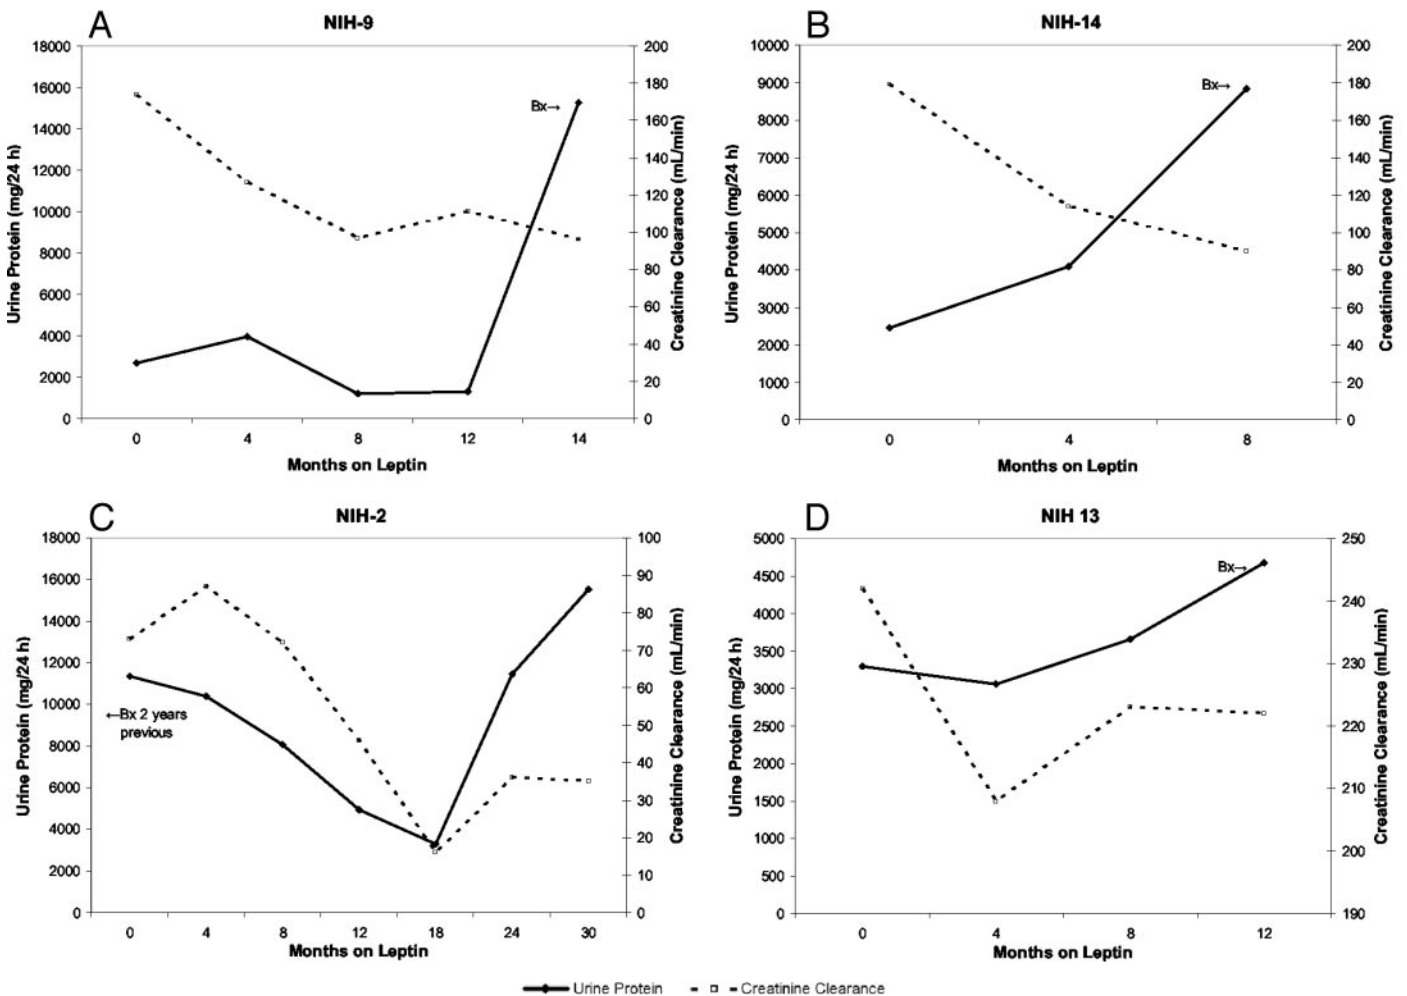 A
NIH-9
18000
16000
14000
12000
10000
8000
6000
4000
2000
0
Urine Protein (mg/24 h)
200
180
160
140
120
100
80
60
40
20
0
Creatinine Clearance (mL/min)
Bx→
0 4 8 12 14
Months on Leptin
B
NIH-14
10000
9000
8000
7000
6000
5000
4000
3000
2000
1000
0
Urine Protein (mg/24 h)
200
180
160
140
120
100
80
60
40
20
0
Creatinine Clearance (mL/min)
Bx→
0 4 8
Months on Leptin
C
NIH-2
18000
16000
14000
12000
10000
8000
6000
4000
2000
0
Urine Protein (mg/24 h)
100
90
80
70
60
50
40
30
20
10
0
Creatinine Clearance (mL/min)
←Bx 2 years
previous
0 4 8 12 18 24 30
Months on Leptin
D
NIH 13
5000
4500
4000
3500
3000
2500
2000
1500
1000
500
0
Urine Protein (mg/24 h)
250
240
230
220
210
200
190
Creatinine Clearance (mL/min)
Bx→
0 4 8 12
Months on Leptin
Urine Protein Creatinine Clearance